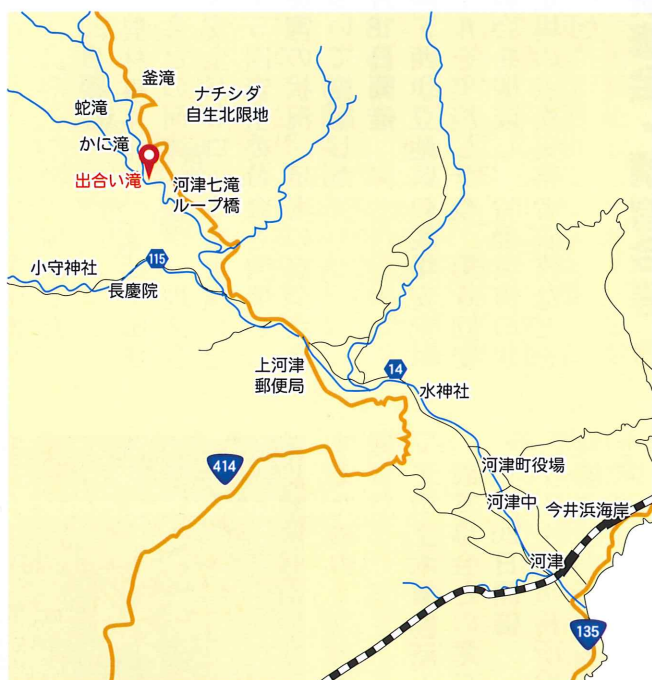 釜滝
ナチシダ
自生北限地
蛇滝
かに滝
出合い滝
河津七滝
ループ橋
小守神社
115
長慶院
上河津
郵便局
14
水神社
414
河津町役場
河津中
今井浜海岸
河津
135